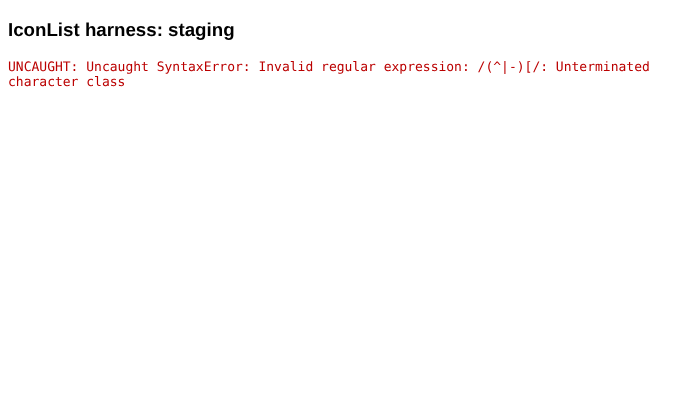 IconList harness: staging
UNCAUGHT: Uncaught SyntaxError: Invalid regular expression: /(^|-)[/: Unterminated
character class